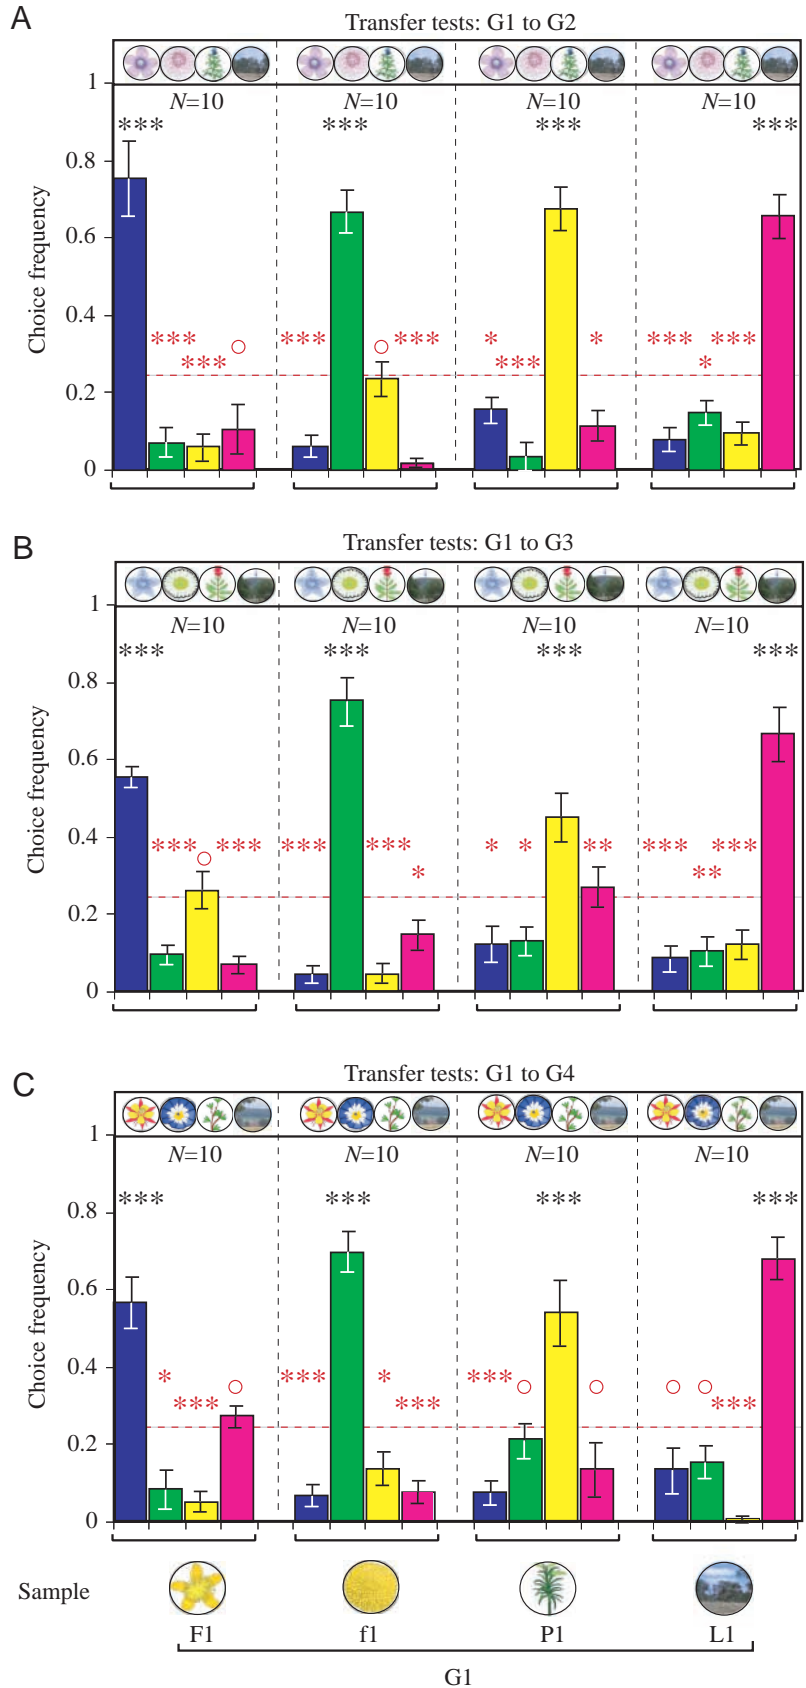 A
Transfer tests: G1 to G2
1
N=10 N=10 N=10 N=10
*** *** *** ***
0.8
0.6
Choice frequency
0.4
*** *** *** * * *** ***
*** *** *
0.2
0
B
Transfer tests: G1 to G3
1
N=10 N=10 N=10 N=10
*** *** *** ***
0.8
0.6
Choice frequency
0.4
*** *** *** *** * * ** *** ***
* **
0.2
0
C
Transfer tests: G1 to G4
1
N=10 N=10 N=10 N=10
*** *** *** ***
0.8
0.6
Choice frequency
0.4
* *** * ***
*** *** ***
0.2
0
Sample
F1 f1 P1 L1
G1